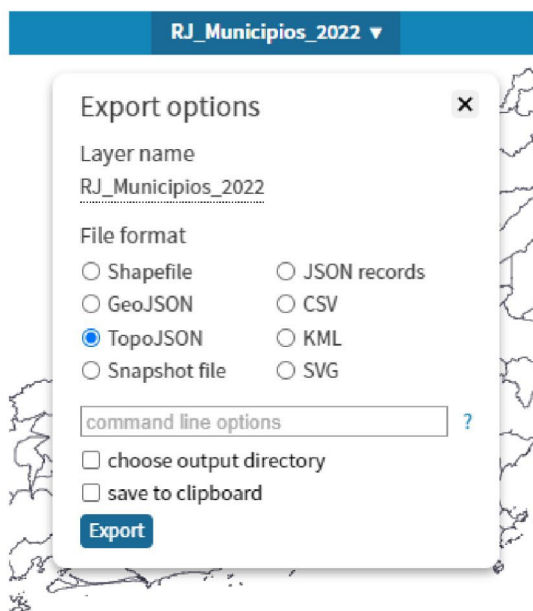 RJ_Municipios_2022 ▼
Export options
×
Layer name
RJ_Municipios_2022
File format
Shapefile
JSON records
GeoJSON
CSV
TopoJSON
KML
Snapshot file
SVG
command line options
?
choose output directory
save to clipboard
Export